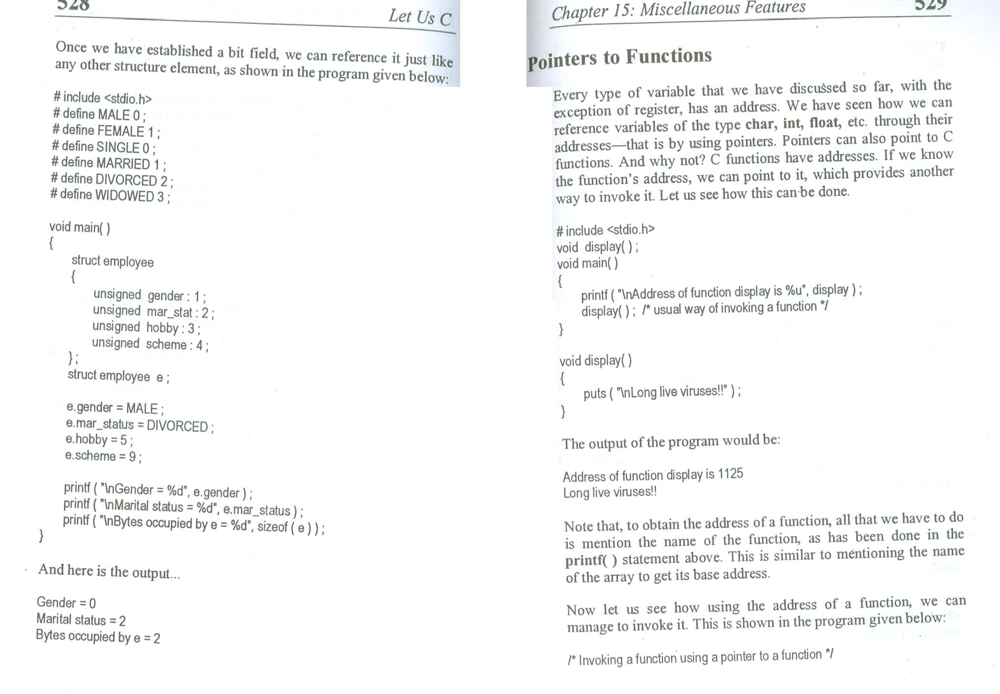 528
Let Us C
Once we have established a bit field, we can reference it just like
any other structure element, as shown in the program given below:
# include <stdio.h>
# define MALE 0 ;
# define FEMALE 1 ;
# define SINGLE 0 ;
# define MARRIED 1 ;
# define DIVORCED 2 ;
# define WIDOWED 3 ;
void main( )
{
struct employee
{
unsigned gender : 1 ;
unsigned mar_stat : 2 ;
unsigned hobby : 3 ;
unsigned scheme : 4 ;
} ;
struct employee e ;
e.gender = MALE ;
e.mar_status = DIVORCED ;
e.hobby = 5 ;
e.scheme = 9 ;
printf ( "\nGender = %d", e.gender ) ;
printf ( "\nMarital status = %d", e.mar_status ) ;
printf ( "\nBytes occupied by e = %d", sizeof ( e ) ) ;
}
And here is the output...
Gender = 0
Marital status = 2
Bytes occupied by e = 2
Chapter 15: Miscellaneous Features
529
Pointers to Functions
Every type of variable that we have discussed so far, with the
exception of register, has an address. We have seen how we can
reference variables of the type char, int, float, etc. through their
addresses—that is by using pointers. Pointers can also point to C
functions. And why not? C functions have addresses. If we know
the function's address, we can point to it, which provides another
way to invoke it. Let us see how this can be done.
# include <stdio.h>
void display( ) ;
void main( )
{
printf ( "\nAddress of function display is %u", display ) ;
display( ) ; /* usual way of invoking a function */
}
void display( )
{
puts ( "\nLong live viruses!!" ) ;
}
The output of the program would be:
Address of function display is 1125
Long live viruses!!
Note that, to obtain the address of a function, all that we have to do
is mention the name of the function, as has been done in the
printf( ) statement above. This is similar to mentioning the name
of the array to get its base address.
Now let us see how using the address of a function, we can
manage to invoke it. This is shown in the program given below:
/* Invoking a function using a pointer to a function */